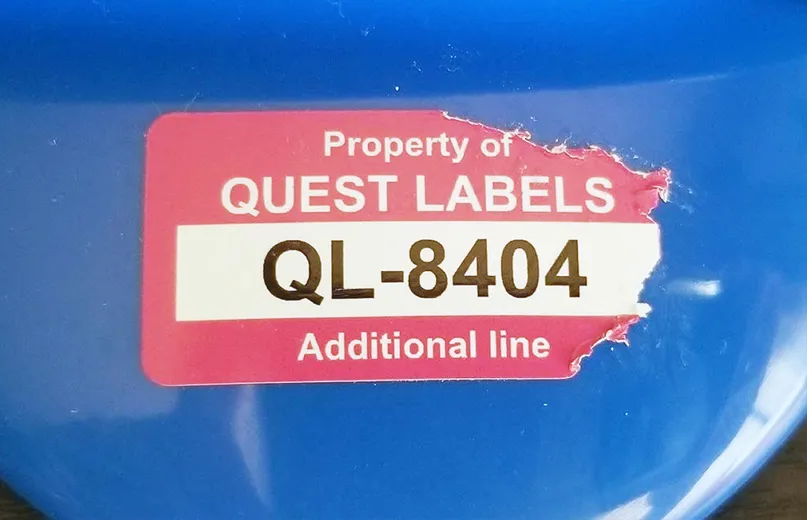 Property of
QUEST LABELS
QL-8404
Additional line